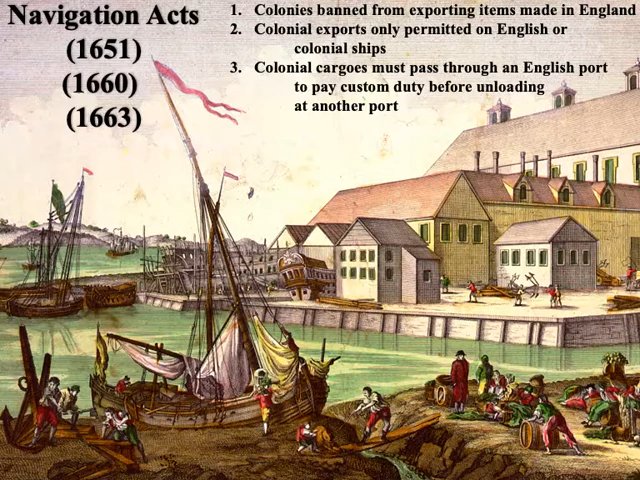 Navigation Acts
(1651)
(1660)
(1663)
1. Colonies banned from exporting items made in England
2. Colonial exports only permitted on English or
colonial ships
3. Colonial cargoes must pass through an English port
to pay custom duty before unloading
at another port